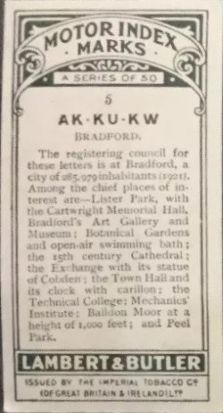 MOTOR INDEX
MARKS
A SERIES OF 50
5
AK·KU·KW
BRADFORD.
The registering council for
these letters is at Bradford, a
city of 285,979 inhabitants (1921).
Among the chief places of in-
terest are—Lister Park, with
the Cartwright Memorial Hall,
Bradford's Art Gallery and
Museum; Botanical Gardens
and open-air swimming bath;
the 15th century Cathedral;
the Exchange with its statue
of Cobden; the Town Hall and
its clock with carillon; the
Technical College; Mechanics'
Institute; Baildon Moor at a
height of 1,000 feet; and Peel
Park.
LAMBERT & BUTLER
ISSUED BY THE IMPERIAL TOBACCO Co
(OF GREAT BRITAIN & IRELAND) LTD